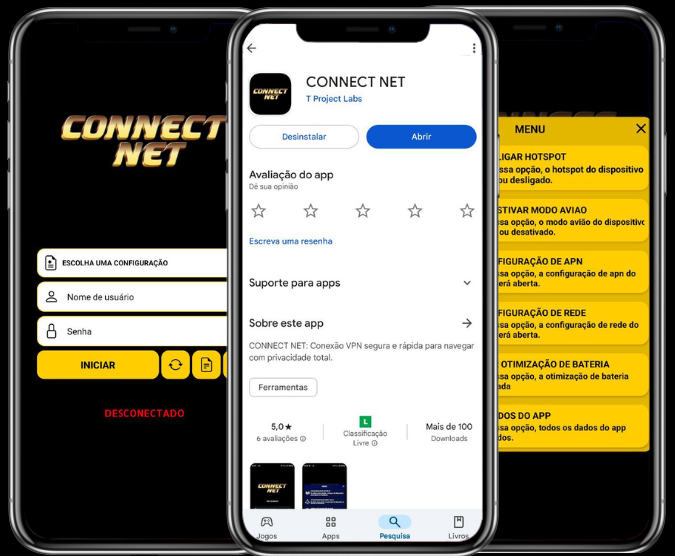 CONNECT
NET
ESCOLHA UMA CONFIGURAÇÃO
Nome de usuário
Senha
INICIAR
DESCONECTADO
CONNECT NET
T Project Labs
CONNECT
NET
Desinstalar
Abrir
Avaliação do app
Dê sua opinião
Escreva uma resenha
Suporte para apps
Sobre este app
CONNECT NET: Conexão VPN segura e rápida para navegar
com privacidade total.
Ferramentas
5,0★
6 avaliações
L
Classificação
Livre
Mais de 100
Downloads
CONNECT
NET
Jogos
Apps
Pesquisa
Livros
MENU
LIGAR HOTSPOT
ssa opção, o hotspot do dispositivo
ou desligado.
STIVAR MODO AVIAO
ssa opção, o modo avião do dispositivo
ou desativado.
FIGURAÇÃO DE APN
ssa opção, a configuração de apn do
erá aberta.
FIGURAÇÃO DE REDE
ssa opção, a configuração de rede do
erá aberta.
OTIMIZAÇÃO DE BATERIA
ssa opção, a otimização de bateria
ada
DOS DO APP
ssa opção, todos os dados do app
dos.